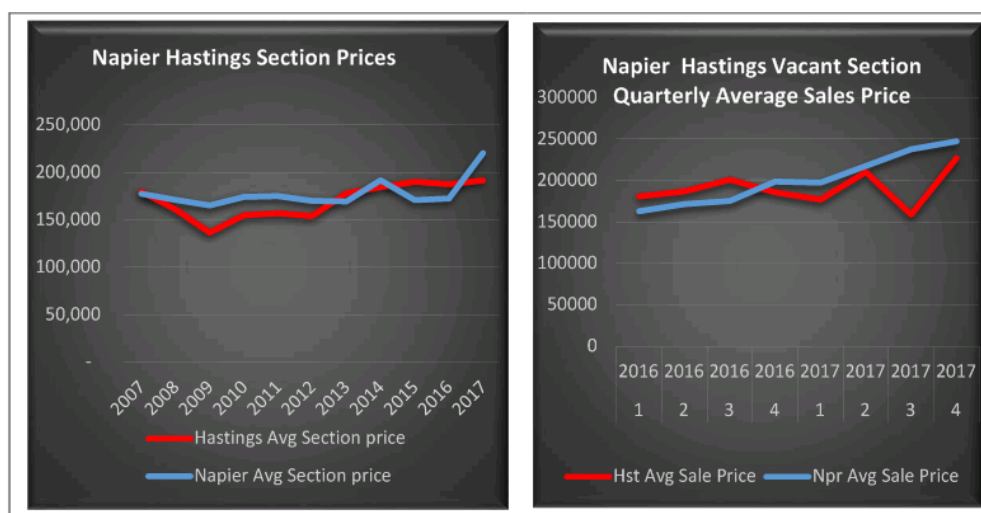 Napier Hastings Section Prices
250,000
200,000
150,000
100,000
50,000
-
2007 2008 2009 2010 2011 2012 2013 2014 2015 2016 2017
Hastings Avg Section price
Napier Avg Section price
Napier Hastings Vacant Section
Quarterly Average Sales Price
300000
250000
200000
150000
100000
50000
0
2016 2016 2016 2016 2017 2017 2017 2017
1 2 3 4 1 2 3 4
Hst Avg Sale Price Npr Avg Sale Price